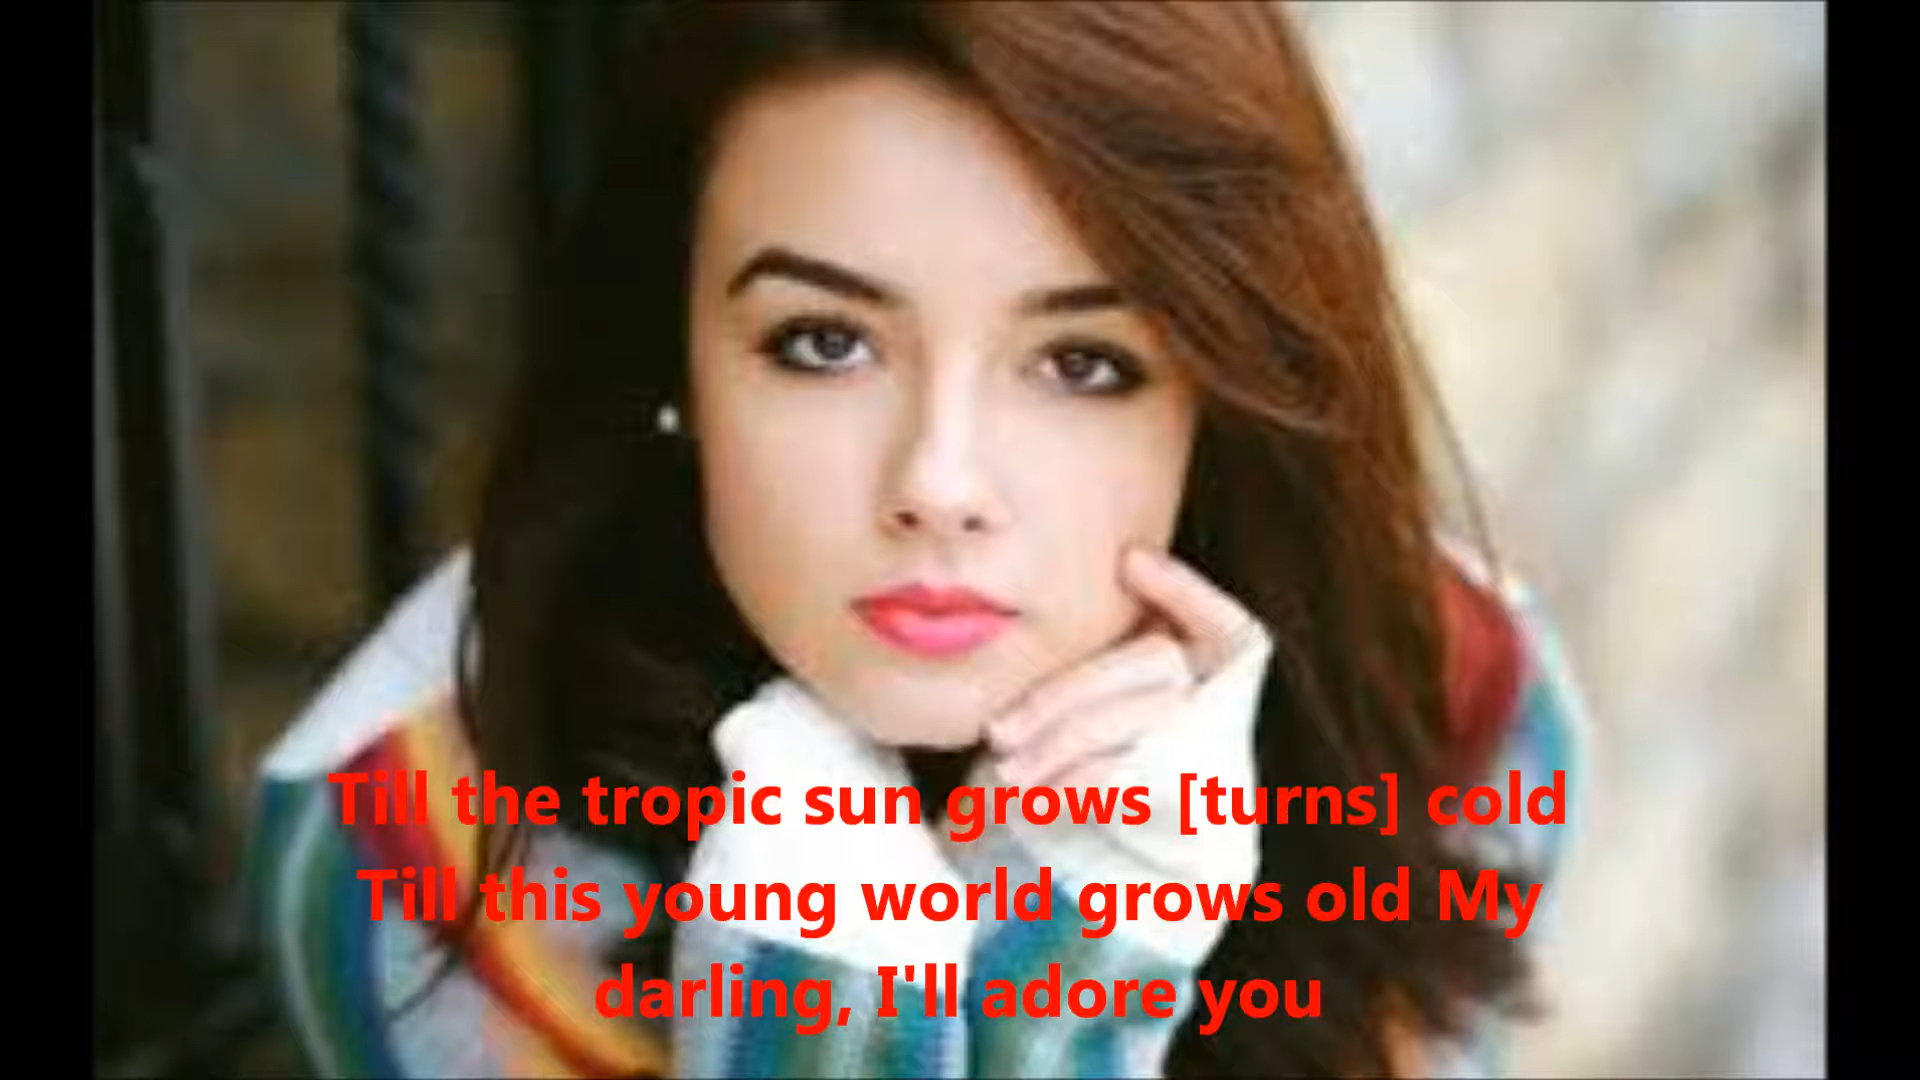 Till the tropic sun grows [turns] cold
Till this young world grows old My
darling, I'll adore you